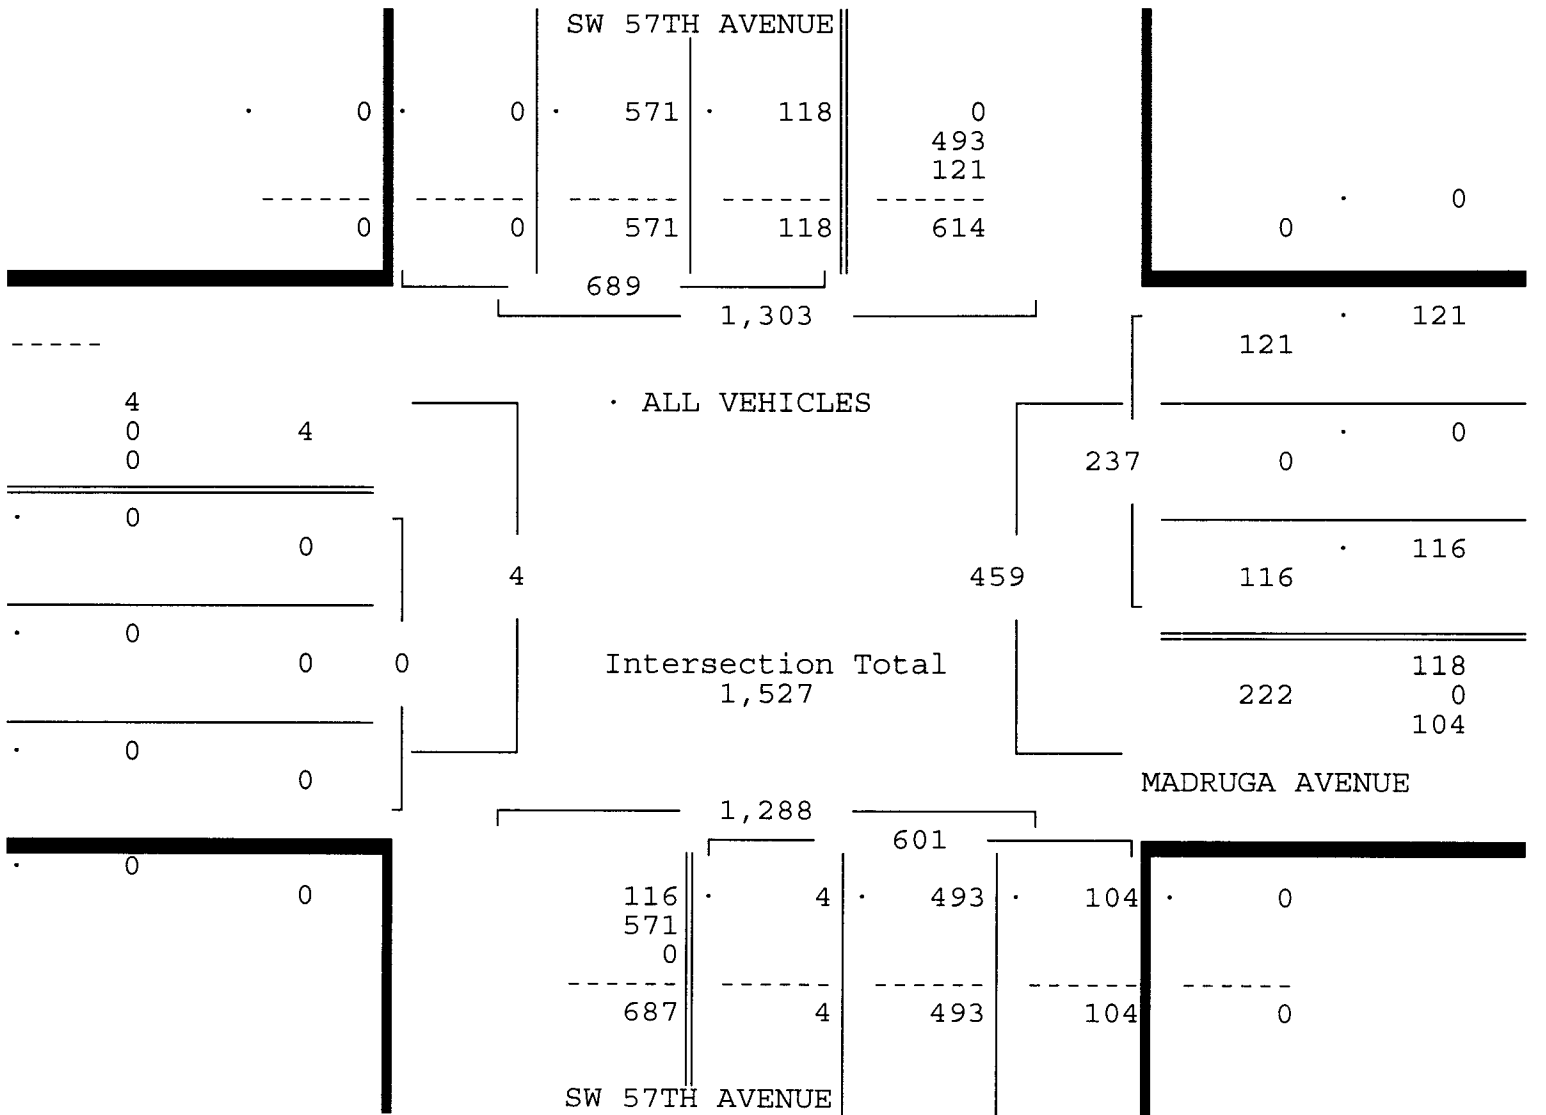 SW 57TH AVENUE
· 0 · 0 · 571 · 118 0
493
121
------ ------ ------ ------ ------ · 0
0 0 571 118 614 0
689
1,303 · 121
----- 121
4 · ALL VEHICLES
0 4 · 0
0 237 0
· 0
0 · 116
4 459 116
· 0
0 0 Intersection Total 118
1,527 222 0
104
· 0
0 MADRUGA AVENUE
1,288
601
· 0
0 116 · 4 · 493 · 104 · 0
571
0
------ ------ ------ ------ ------
687 4 493 104 0
SW 57TH AVENUE